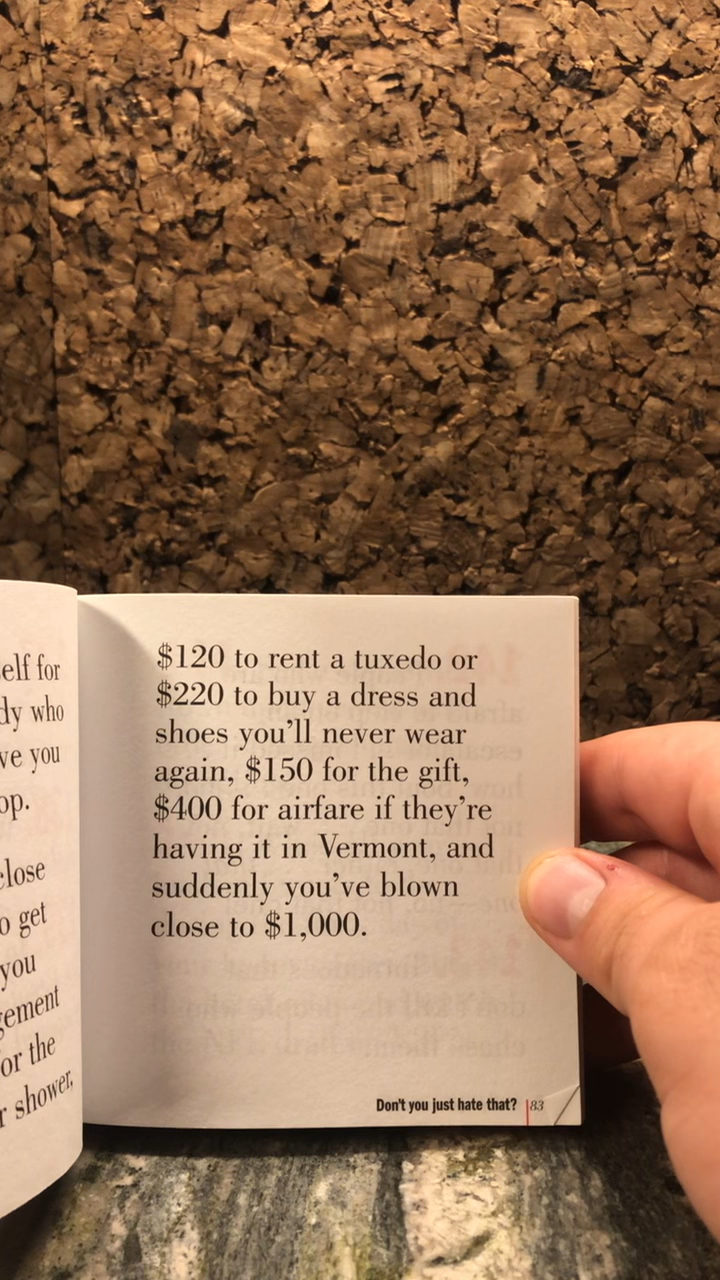 elf for
dy who
ve you
op.
close
o get
you
gement
or the
r shower,
$120 to rent a tuxedo or
$220 to buy a dress and
shoes you'll never wear
again, $150 for the gift,
$400 for airfare if they're
having it in Vermont, and
suddenly you've blown
close to $1,000.
Don't you just hate that? 83